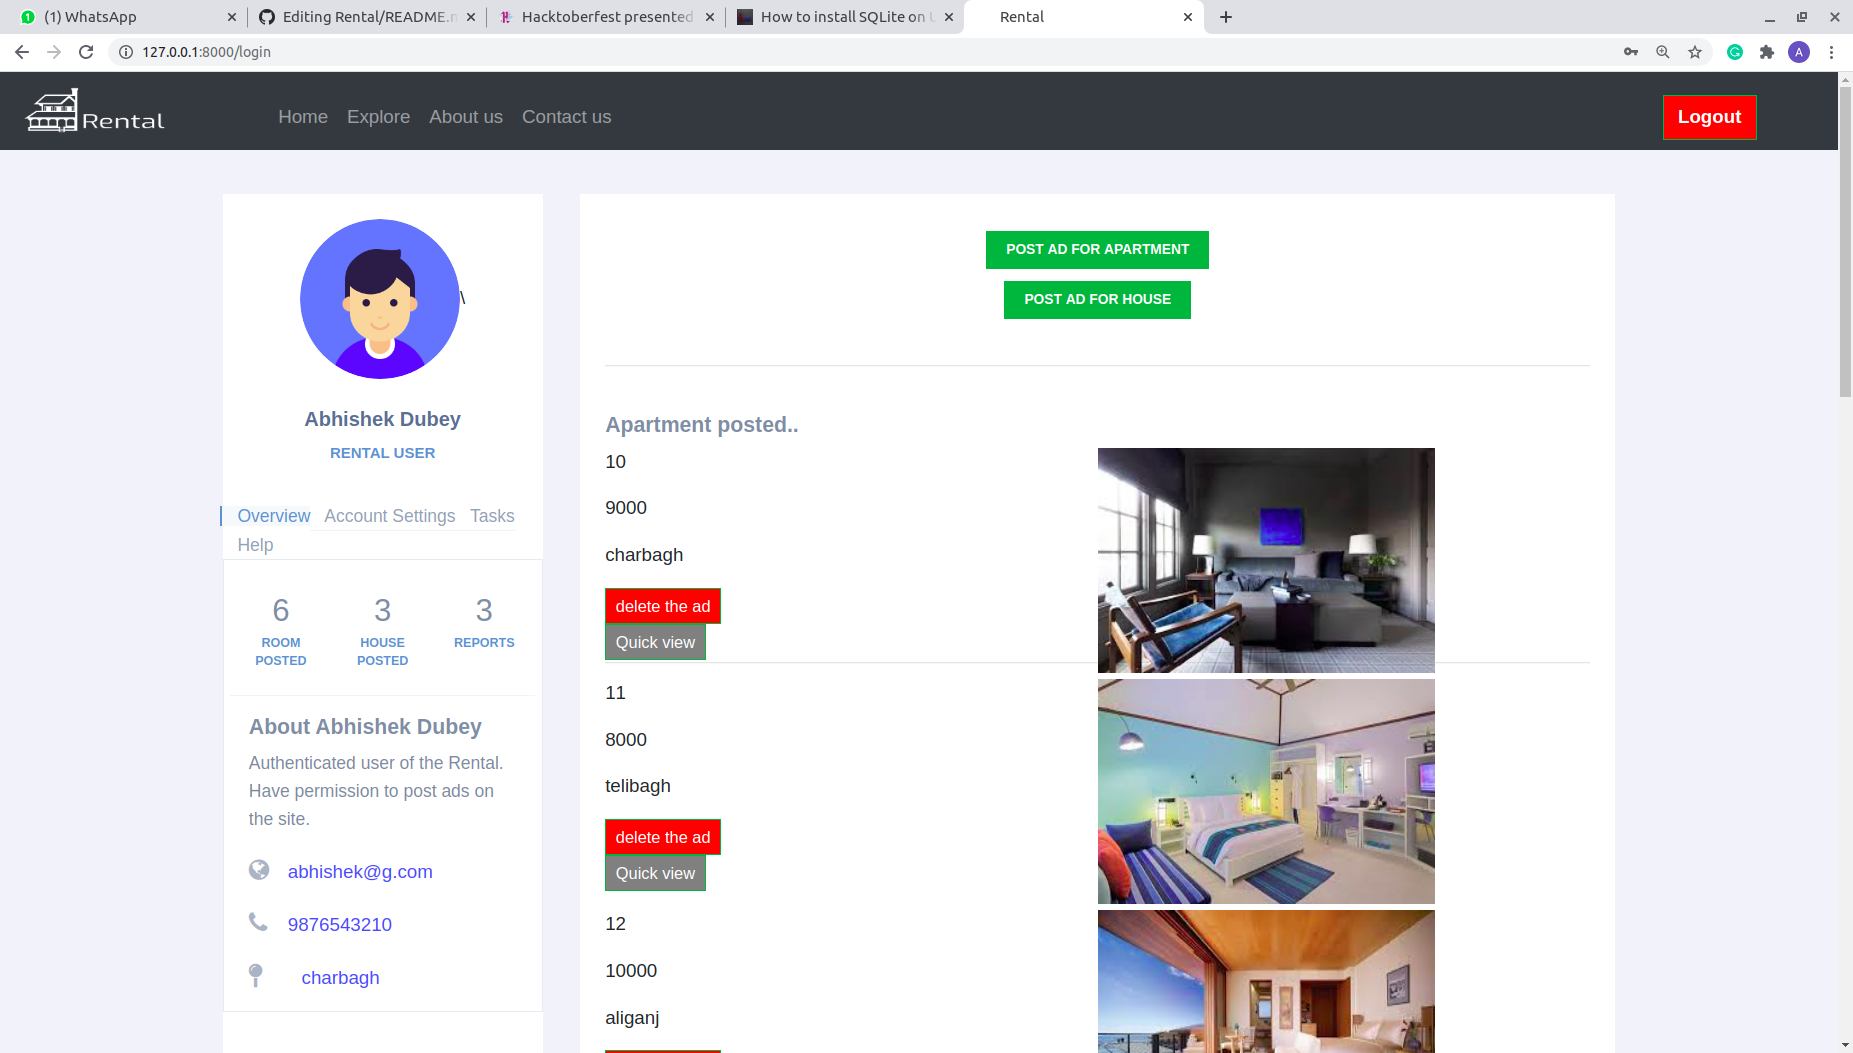 (1) WhatsApp
Editing Rental/README.m
Hacktoberfest presented
How to install SQLite on U
Rental
127.0.0.1:8000/login
A
Rental
Home
Explore
About us
Contact us
Logout
\
Abhishek Dubey
RENTAL USER
Overview
Account Settings
Tasks
Help
6
ROOM
POSTED
3
HOUSE
POSTED
3
REPORTS
About Abhishek Dubey
Authenticated user of the Rental.
Have permission to post ads on
the site.
abhishek@g.com
9876543210
charbagh
POST AD FOR APARTMENT
POST AD FOR HOUSE
Apartment posted..
10
9000
charbagh
delete the ad
Quick view
11
8000
telibagh
delete the ad
Quick view
12
10000
aliganj